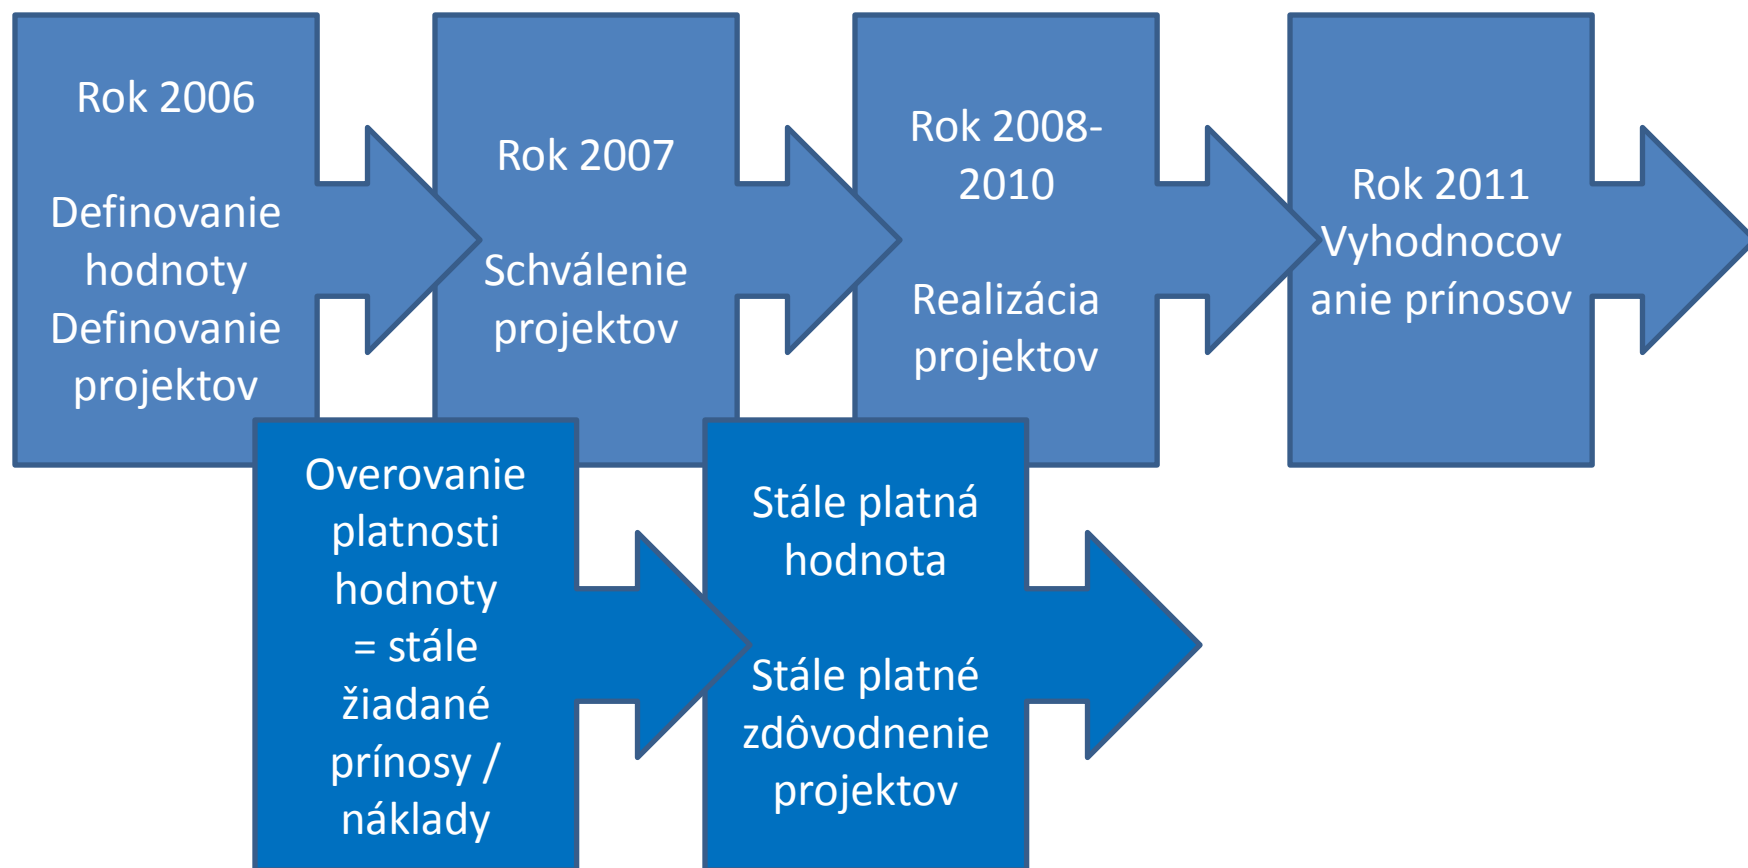 Rok 2006
Definovanie
hodnoty
Definovanie
projektov
Rok 2007
Schválenie
projektov
Rok 2008-
2010
Realizácia
projektov
Rok 2011
Vyhodnocov
anie prínosov
Overovanie
platnosti
hodnoty
= stále
žiadané
prínosy /
náklady
Stále platná
hodnota
Stále platné
zdôvodnenie
projektov